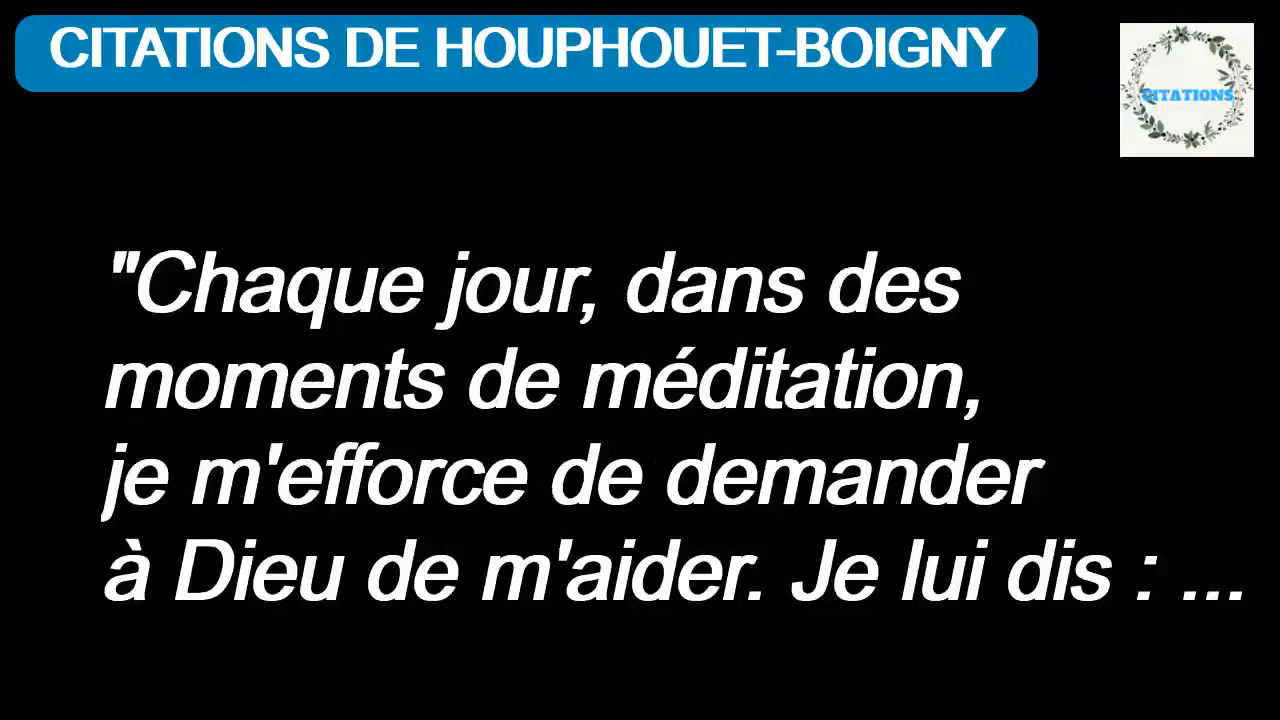 CITATIONS DE HOUPHOUET-BOIGNY
CITATIONS
"Chaque jour, dans des
moments de méditation,
je m'efforce de demander
à Dieu de m'aider. Je lui dis : ...